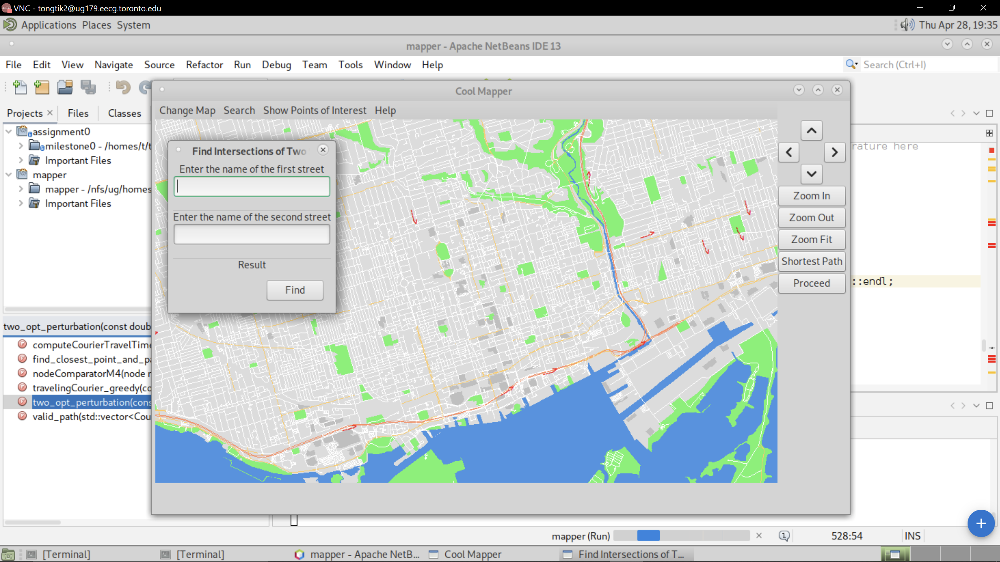 VNC - tongtik2@ug179.eecg.toronto.edu
Applications Places System
Thu Apr 28, 19:35
mapper - Apache NetBeans IDE 13
File Edit View Navigate Source Refactor Run Debug Team Tools Window Help
Search (Ctrl+I)
Cool Mapper
Change Map Search Show Points of Interest Help
Projects Files Classes
assignment0
milestone0 - /homes/t/t
Important Files
mapper
mapper - /nfs/ug/homes
Important Files
Find Intersections of Two
Enter the name of the first street
Enter the name of the second street
Result
Find
Zoom In
Zoom Out
Zoom Fit
Shortest Path
Proceed
rature here
::endl;
two_opt_perturbation(const doub
computeCourierTravelTime
find_closest_point_and_pa
nodeComparatorM4(node r
travelingCourier_greedy(co
two_opt_perturbation(cons
valid_path(std::vector<Cou
mapper (Run)
1
528:54
INS
[Terminal]
[Terminal]
mapper - Apache NetB...
Cool Mapper
Find Intersections of T...